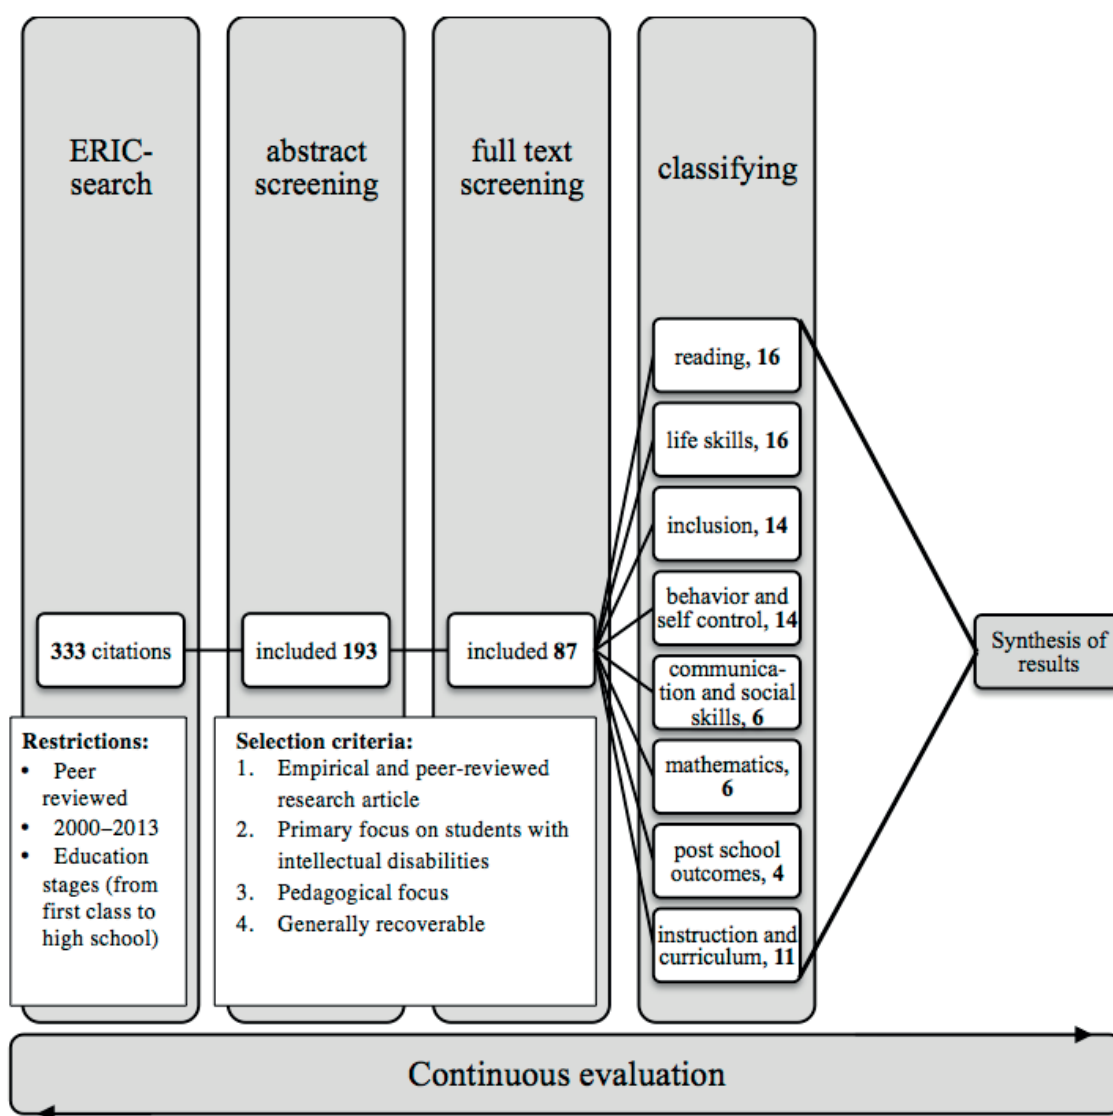 ERIC-
search
abstract
screening
full text
screening
classifying
reading, 16
life skills, 16
inclusion, 14
behavior and
self control, 14
communica-
tion and social
skills, 6
mathematics,
6
post school
outcomes, 4
instruction and
curriculum, 11
333 citations
included 193
included 87
Synthesis of
results
Restrictions:
• Peer
reviewed
• 2000–2013
• Education
stages (from
first class to
high school)
Selection criteria:
1. Empirical and peer-reviewed
research article
2. Primary focus on students with
intellectual disabilities
3. Pedagogical focus
4. Generally recoverable
Continuous evaluation